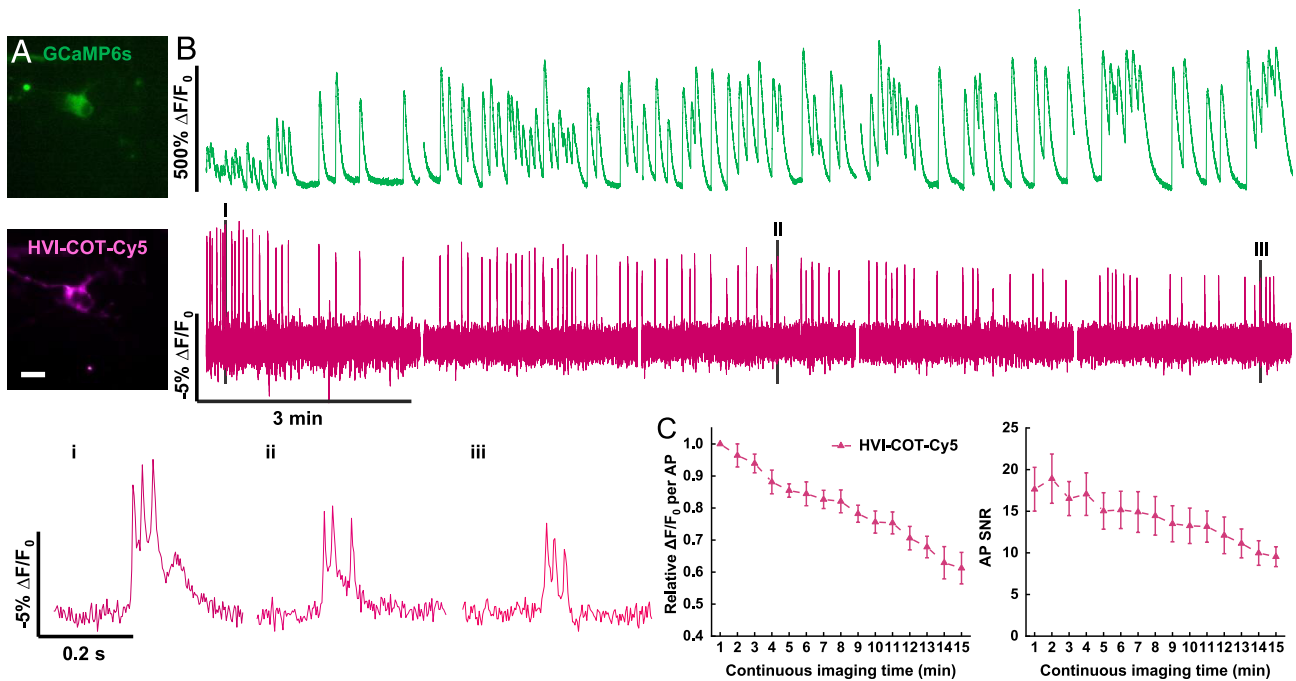 A
GCaMP6s
B
500% ΔF/F0
HVI-COT-Cy5
I
II
III
-5% ΔF/F0
3 min
i
ii
iii
-5% ΔF/F0
0.2 s
C
HVI-COT-Cy5
Relative ΔF/F0 per AP
1.0
0.9
0.8
0.7
0.6
0.5
0.4
1 2 3 4 5 6 7 8 9 10 11 12 13 14 15
Continuous imaging time (min)
AP SNR
25
20
15
10
5
0
1 2 3 4 5 6 7 8 9 10 11 12 13 14 15
Continuous imaging time (min)